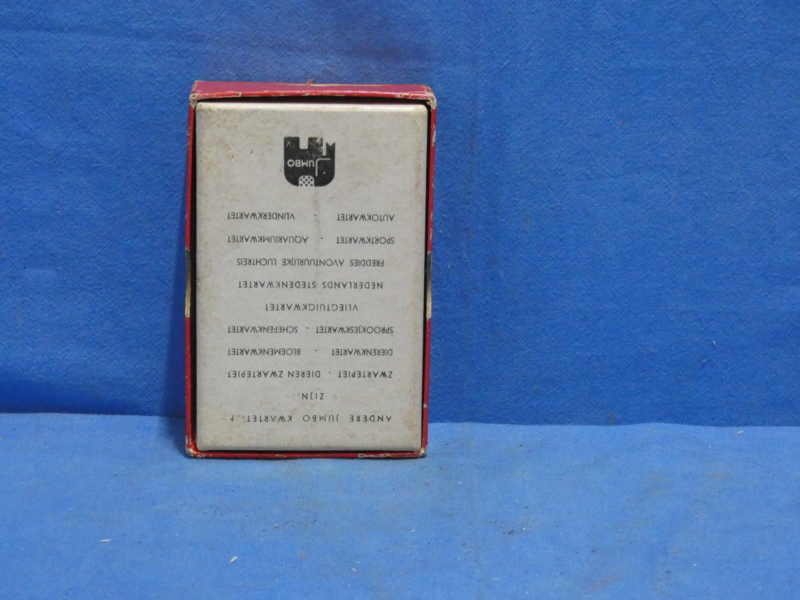 ANDERE JUMBO KWARTET..!
ZIJN:
ZWARTEPIET - DIEREN ZWARTEPIET
DIERENKWARTET - BLOEMENKWARTET
SPROOKJESKWARTET - SCHEPENKWARTET
VLIEGTUIGKWARTET
NEDERLANDS STEDENKWARTET
FREDDIES AVONTUURLIJKE LUCHTREIS
SPORTKWARTET - AQUARIUMKWARTET
AUTOKWARTET - VLINDERKWARTET
JUMBO